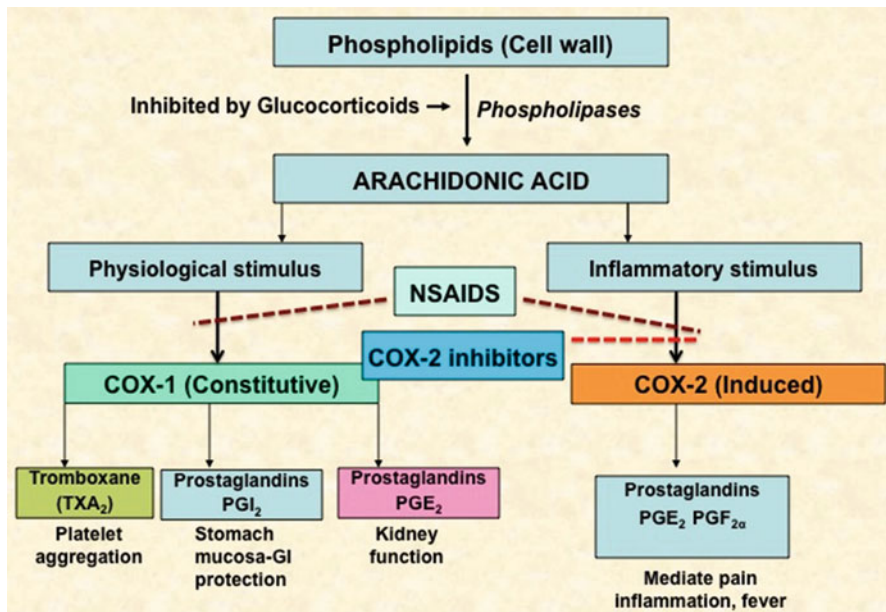 Phospholipids (Cell wall)
Inhibited by Glucocorticoids → Phospholipases
ARACHIDONIC ACID
Physiological stimulus
Inflammatory stimulus
NSAIDS
COX-2 inhibitors
COX-1 (Constitutive)
COX-2 (Induced)
Tromboxane
(TXA₂)
Platelet
aggregation
Prostaglandins
PGI₂
Stomach
mucosa-GI
protection
Prostaglandins
PGE₂
Kidney
function
Prostaglandins
PGE₂ PGF₂α
Mediate pain
inflammation, fever